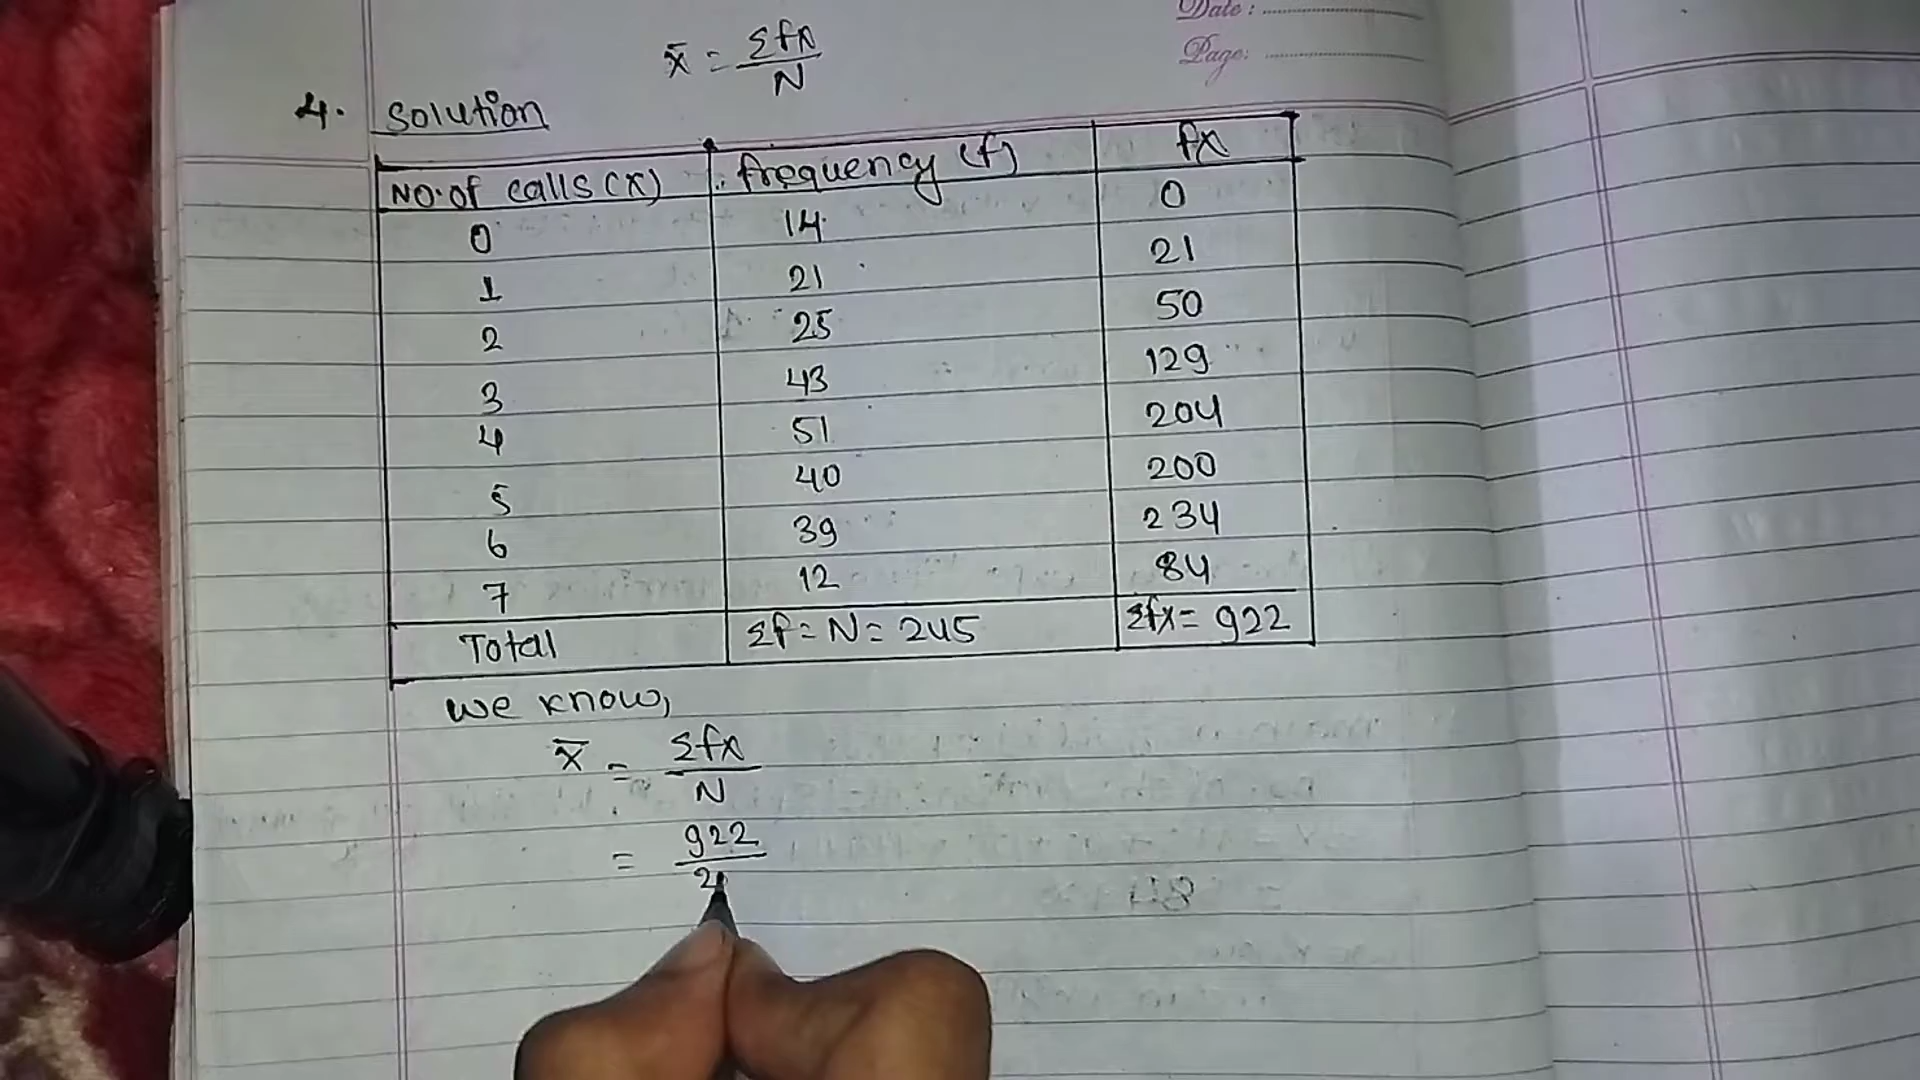 Date :
Page:
x̄ = Σfx/N
4. Solution
No. of calls (x) frequency (f) fx
0 14 0
1 21 21
2 25 50
3 43 129
4 51 204
5 40 200
6 39 234
7 12 84
Total Σf = N = 245 Σfx = 922
we know,
x̄ = Σfx/N
= 922/2